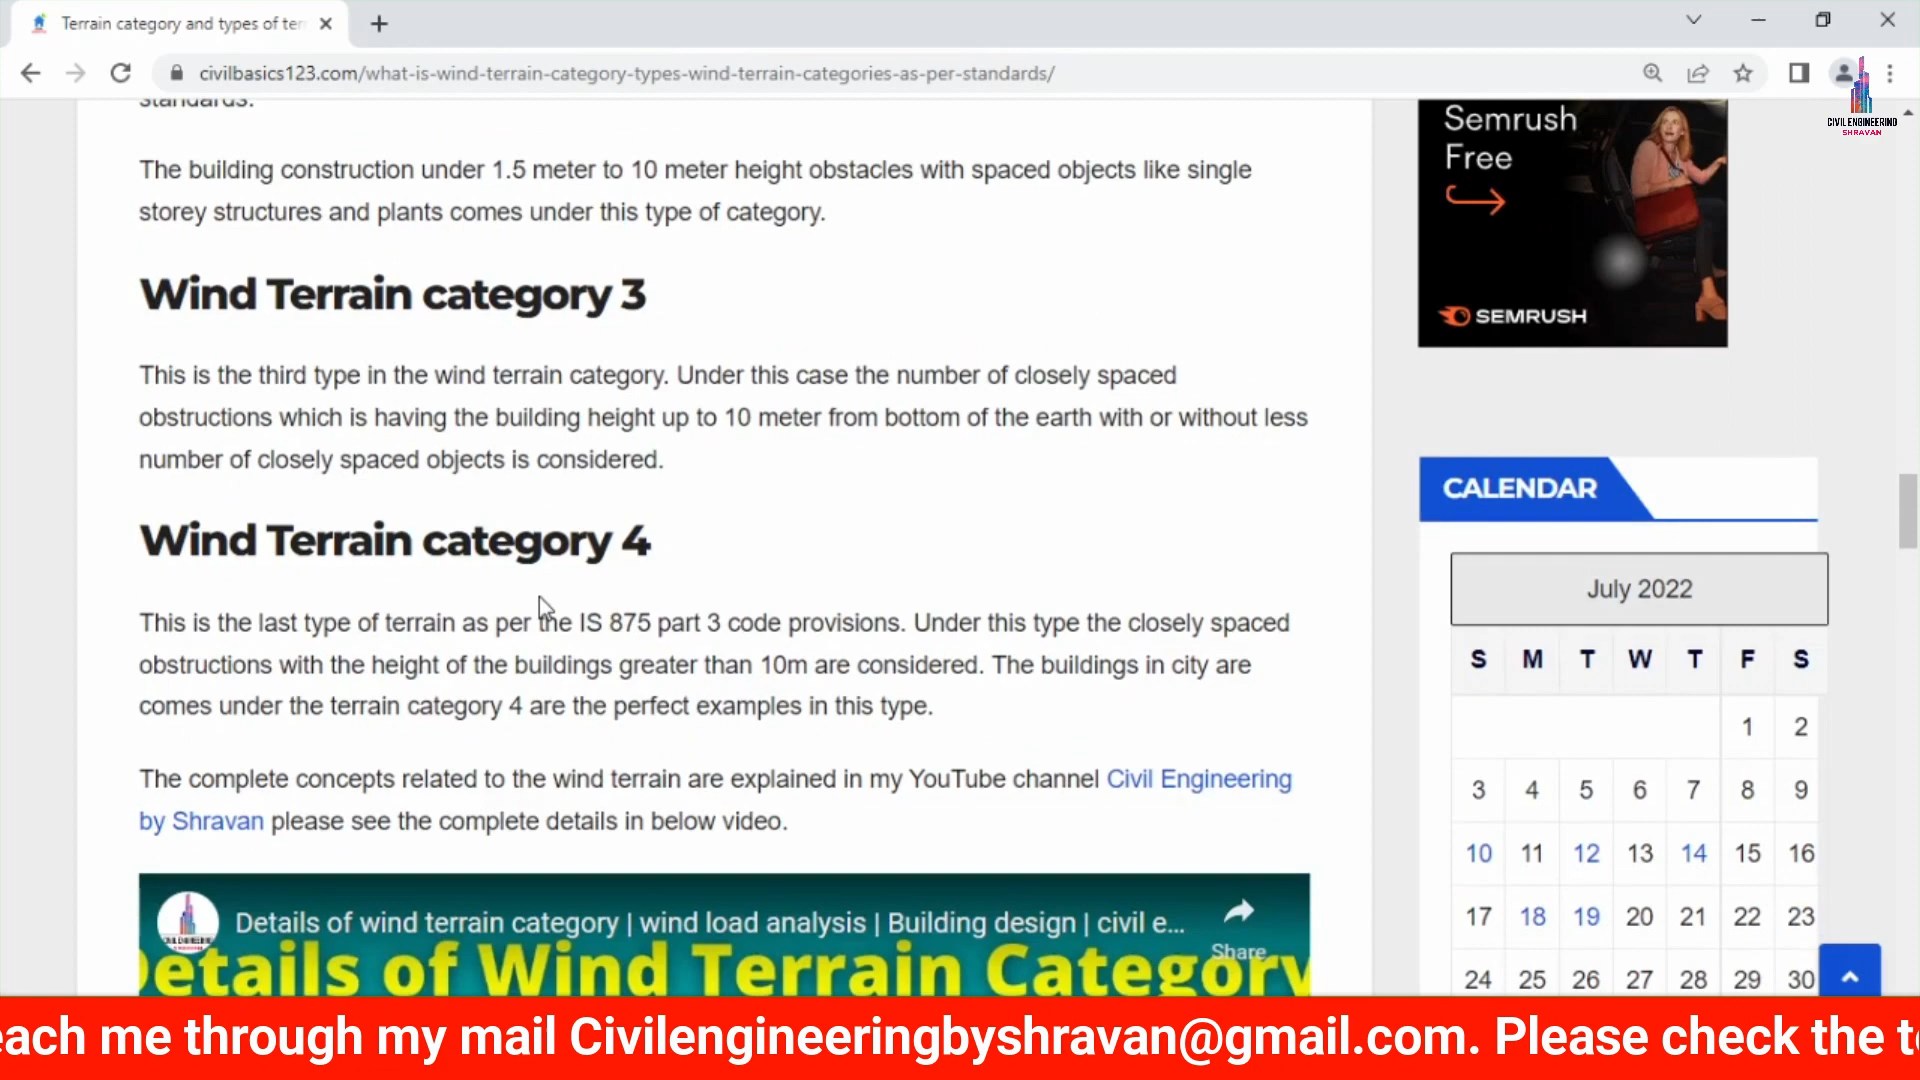 Terrain category and types of ter
civilbasics123.com/what-is-wind-terrain-category-types-wind-terrain-categories-as-per-standards/
CIVIL ENGINEERING
SHRAVAN
standards.
The building construction under 1.5 meter to 10 meter height obstacles with spaced objects like single
storey structures and plants comes under this type of category.
Wind Terrain category 3
This is the third type in the wind terrain category. Under this case the number of closely spaced
obstructions which is having the building height up to 10 meter from bottom of the earth with or without less
number of closely spaced objects is considered.
Wind Terrain category 4
This is the last type of terrain as per the IS 875 part 3 code provisions. Under this type the closely spaced
obstructions with the height of the buildings greater than 10m are considered. The buildings in city are
comes under the terrain category 4 are the perfect examples in this type.
The complete concepts related to the wind terrain are explained in my YouTube channel Civil Engineering
by Shravan please see the complete details in below video.
Details of wind terrain category | wind load analysis | Building design | civil e...
Share
Details of Wind Terrain Category
Semrush
Free
SEMRUSH
CALENDAR
July 2022
S M T W T F S
1 2
3 4 5 6 7 8 9
10 11 12 13 14 15 16
17 18 19 20 21 22 23
24 25 26 27 28 29 30
each me through my mail Civilengineeringbyshravan@gmail.com. Please check the t